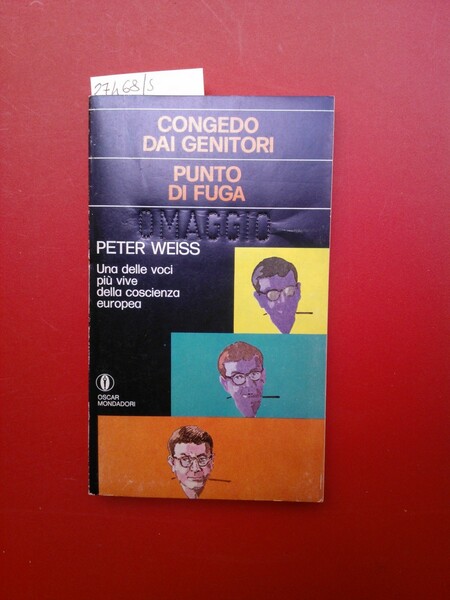 27468/S
CONGEDO
DAI GENITORI
PUNTO
DI FUGA
OMAGGIO
PETER WEISS
Una delle voci
più vive
della coscienza
europea
OSCAR
MONDADORI